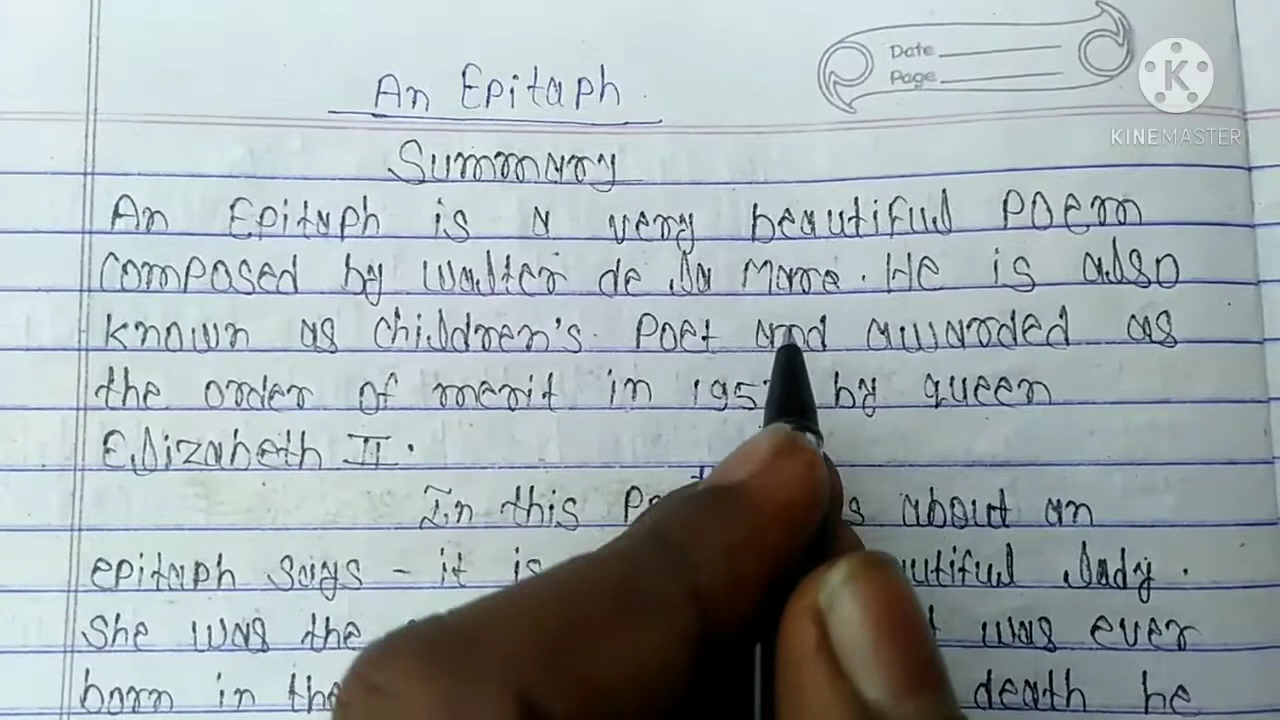 An Epitaph.
Date
Page
K
KINEMASTER
Summary
An Epitaph is a very beautiful Poem
composed by Walter de la Mare. He is also
known as children's. Poet and awarded as
the order of merit in by queen
Elizabeth II.
In this about an
epitaph says - it is lady.
She was the was ever
born in the death he